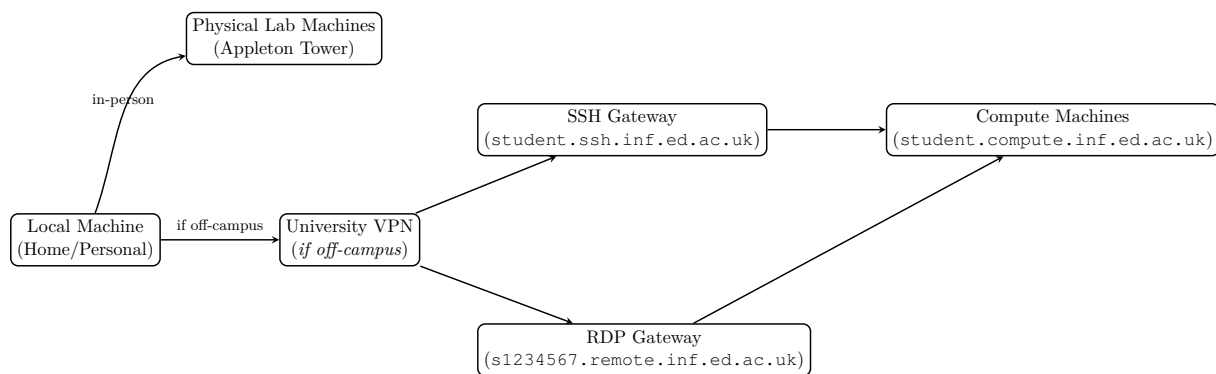 Physical Lab Machines
(Appleton Tower)
in-person
SSH Gateway
(student.ssh.inf.ed.ac.uk)
Compute Machines
(student.compute.inf.ed.ac.uk)
Local Machine
(Home/Personal)
if off-campus
University VPN
(if off-campus)
RDP Gateway
(s1234567.remote.inf.ed.ac.uk)